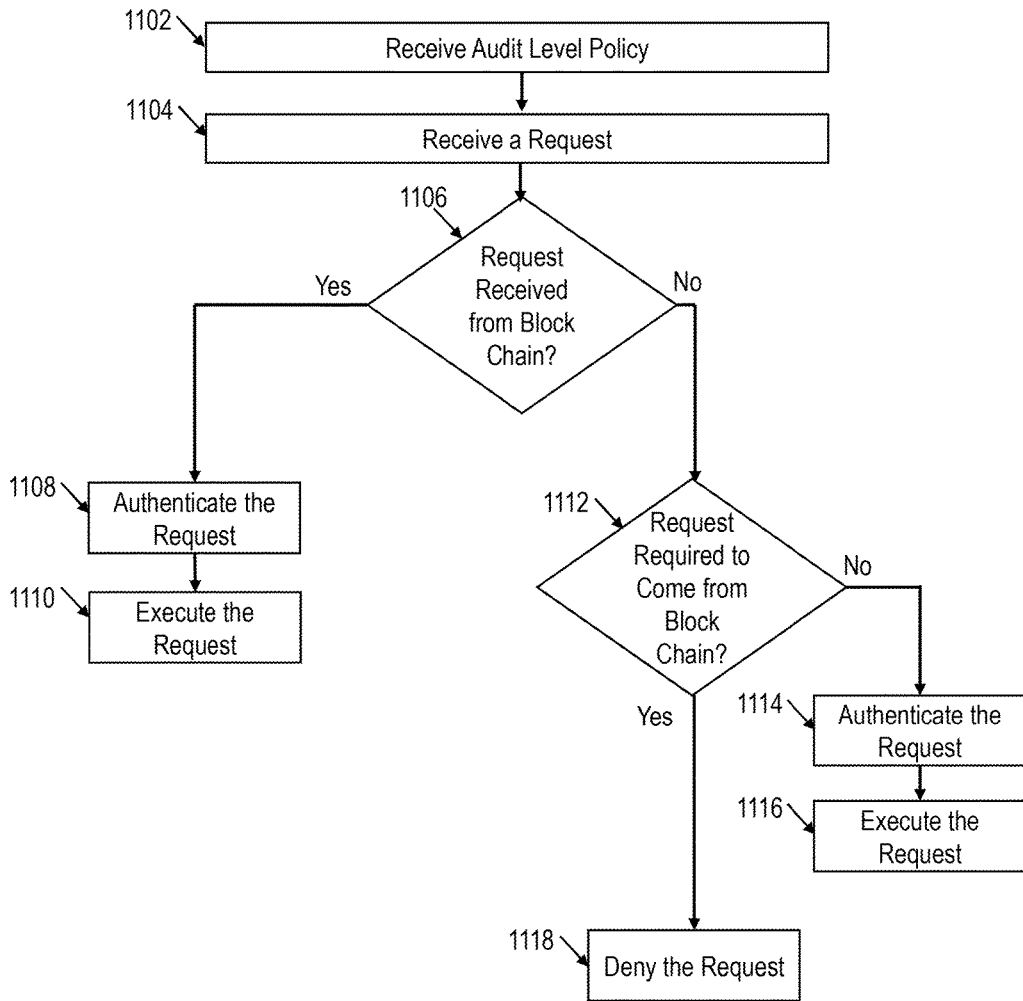 1102
Receive Audit Level Policy
1104
Receive a Request
1106
Request
Received
from Block
Chain?
Yes
No
1108
Authenticate the
Request
1110
Execute the
Request
1112
Request
Required to
Come from
Block
Chain?
No
Yes
1114
Authenticate the
Request
1116
Execute the
Request
1118
Deny the Request